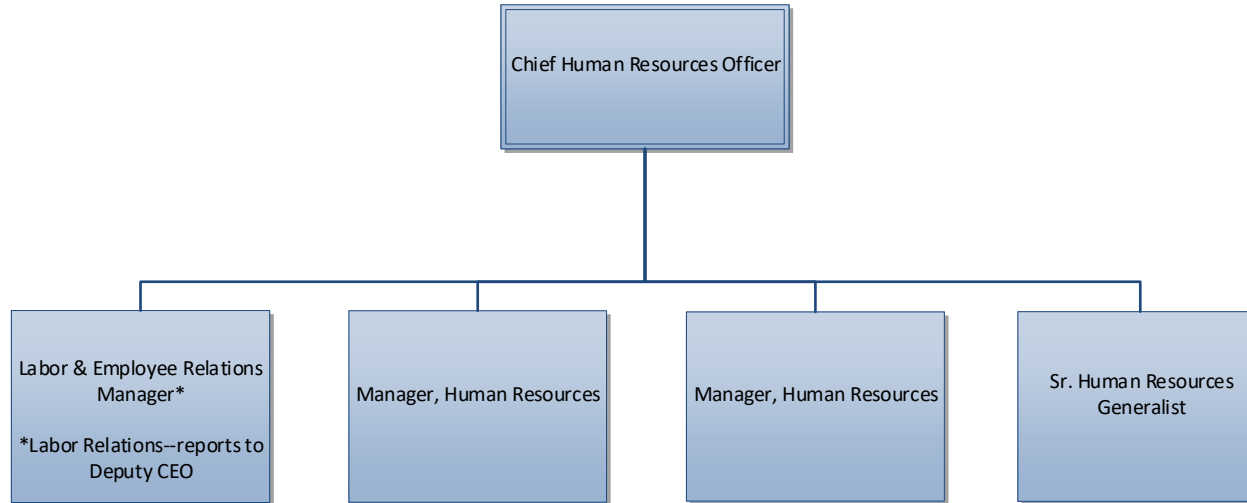 Chief Human Resources Officer
Labor & Employee Relations
Manager*
*Labor Relations--reports to
Deputy CEO
Manager, Human Resources
Manager, Human Resources
Sr. Human Resources
Generalist